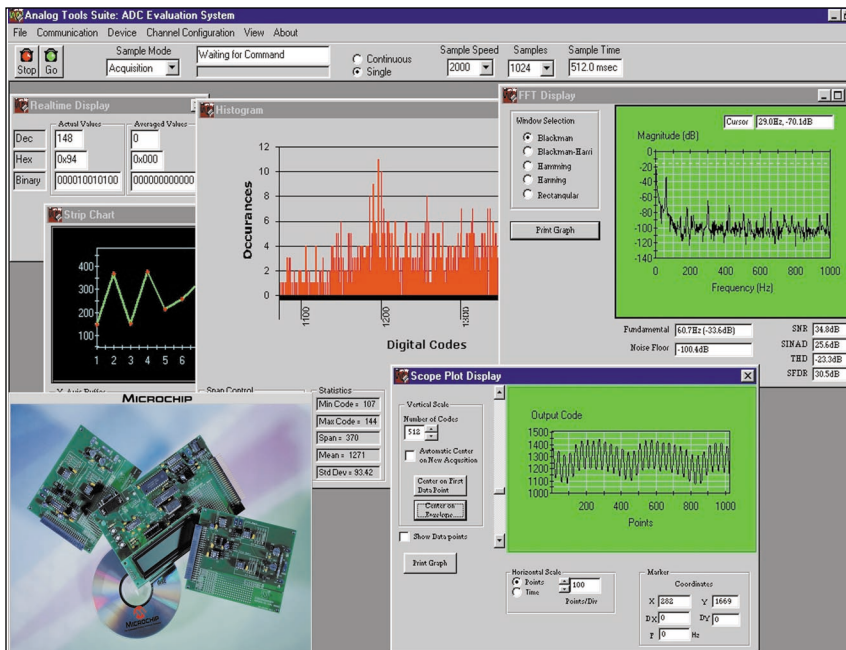 Analog Tools Suite: ADC Evaluation System
File Communication Device Channel Configuration View About
Stop Go
Sample Mode
Acquisition
Waiting for Command
Continuous
Single
Sample Speed
2000
Samples
1024
Sample Time
512.0 msec
Realtime Display
Actual Values Averaged Values
Dec 148 0
Hex 0x94 0x000
Binary 000010010100 000000000000
Strip Chart
400
300
200
100
1 2 3 4 5 6
Histogram
Occurances
12
10
8
6
4
2
0
1100 1200 1300
Digital Codes
Span Control
Statistics
Min Code = 107
Max Code = 144
Span = 370
Mean = 1271
Std Dev = 93.42
FFT Display
Window Selection
Blackman
Blackman-Harri
Hamming
Hanning
Rectangular
Print Graph
Cursor 29.0Hz, -70.1dB
Magnitude (dB)
0
-20
-40
-60
-80
-100
-120
-140
0 200 400 600 800 1000
Frequency (Hz)
Fundamental 60.7Hz (-33.6dB)
Noise Floor -100.4dB
SNR 34.8dB
SINAD 25.6dB
THD -23.3dB
SFDR 30.5dB
Scope Plot Display
Vertical Scale
Number of Codes
512
Automatic Center
on New Acqusition
Center on First
Data Point
Center on
Envelope
Show Data points
Print Graph
Output Code
1500
1400
1300
1200
1100
1000
200 400 600 800 1000
Points
Horizontal Scale
Points
Time
100
Points/Div
Marker
Coordinates
X 282 Y 1669
DX 0 DY 0
F 0 Hz
MICROCHIP
MICROCHIP